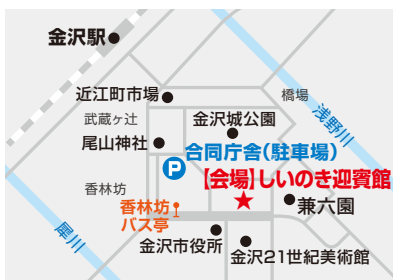 金沢駅
近江町市場
橋場
武蔵ヶ辻
金沢城公園
浅野川
尾山神社
合同庁舎(駐車場)
P
【会場】しいのき迎賓館
香林坊
香林坊
バス亭
兼六園
犀川
金沢市役所
金沢21世紀美術館